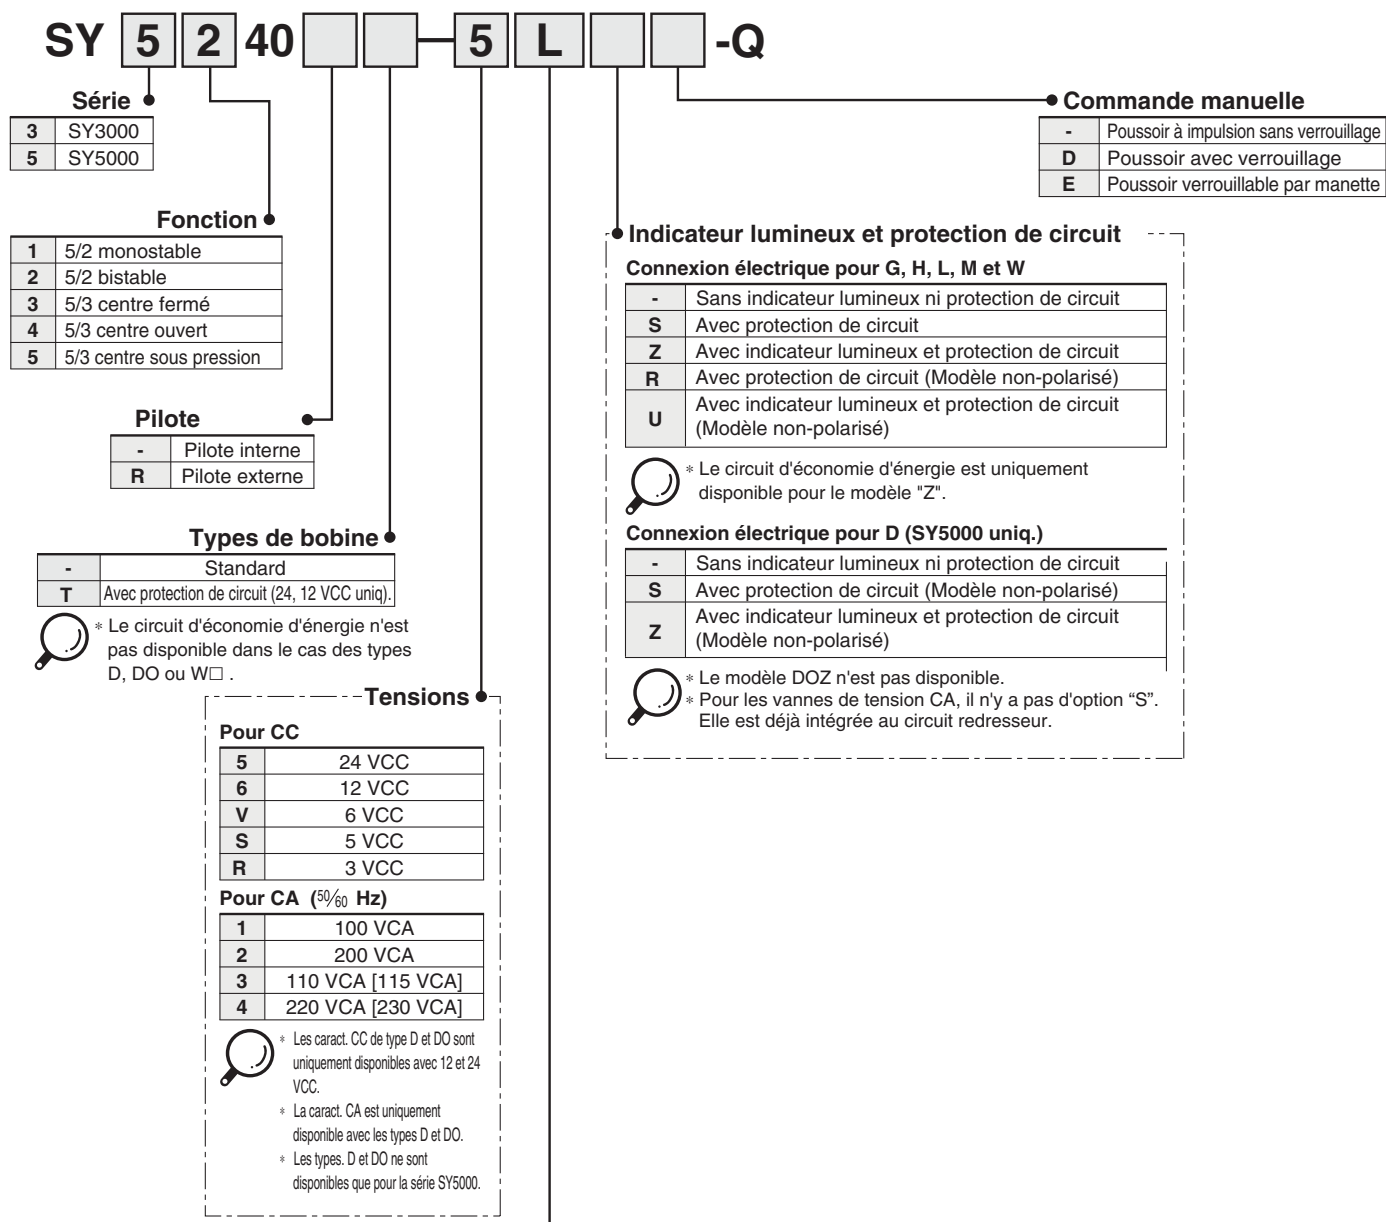 SY 5 2 40 5 L -Q
Série
3 SY3000
5 SY5000
Fonction
1 5/2 monostable
2 5/2 bistable
3 5/3 centre fermé
4 5/3 centre ouvert
5 5/3 centre sous pression
Pilote
- Pilote interne
R Pilote externe
Types de bobine
- Standard
T Avec protection de circuit (24, 12 VCC uniq).
* Le circuit d'économie d'énergie n'est
pas disponible dans le cas des types
D, DO ou W□ .
Tensions
Pour CC
5 24 VCC
6 12 VCC
V 6 VCC
S 5 VCC
R 3 VCC
Pour CA (50/60 Hz)
1 100 VCA
2 200 VCA
3 110 VCA [115 VCA]
4 220 VCA [230 VCA]
* Les caract. CC de type D et DO sont
uniquement disponibles avec 12 et 24
VCC.
* La caract. CA est uniquement
disponible avec les types D et DO.
* Les types. D et DO ne sont
disponibles que pour la série SY5000.
Commande manuelle
- Poussoir à impulsion sans verrouillage
D Poussoir avec verrouillage
E Poussoir verrouillable par manette
Indicateur lumineux et protection de circuit
Connexion électrique pour G, H, L, M et W
- Sans indicateur lumineux ni protection de circuit
S Avec protection de circuit
Z Avec indicateur lumineux et protection de circuit
R Avec protection de circuit (Modèle non-polarisé)
U Avec indicateur lumineux et protection de circuit
(Modèle non-polarisé)
* Le circuit d'économie d'énergie est uniquement
disponible pour le modèle "Z".
Connexion électrique pour D (SY5000 uniq.)
- Sans indicateur lumineux ni protection de circuit
S Avec protection de circuit (Modèle non-polarisé)
Z Avec indicateur lumineux et protection de circuit
(Modèle non-polarisé)
* Le modèle DOZ n'est pas disponible.
* Pour les vannes de tension CA, il n'y a pas d'option “S”.
Elle est déjà intégrée au circuit redresseur.